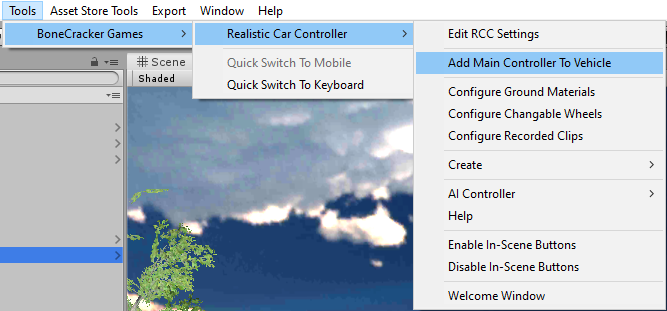 Tools Asset Store Tools Export Window Help
BoneCracker Games
Realistic Car Controller
Quick Switch To Mobile
Quick Switch To Keyboard
Edit RCC Settings
Add Main Controller To Vehicle
Configure Ground Materials
Configure Changable Wheels
Configure Recorded Clips
Create
AI Controller
Help
Enable In-Scene Buttons
Disable In-Scene Buttons
Welcome Window
Scene
Shaded